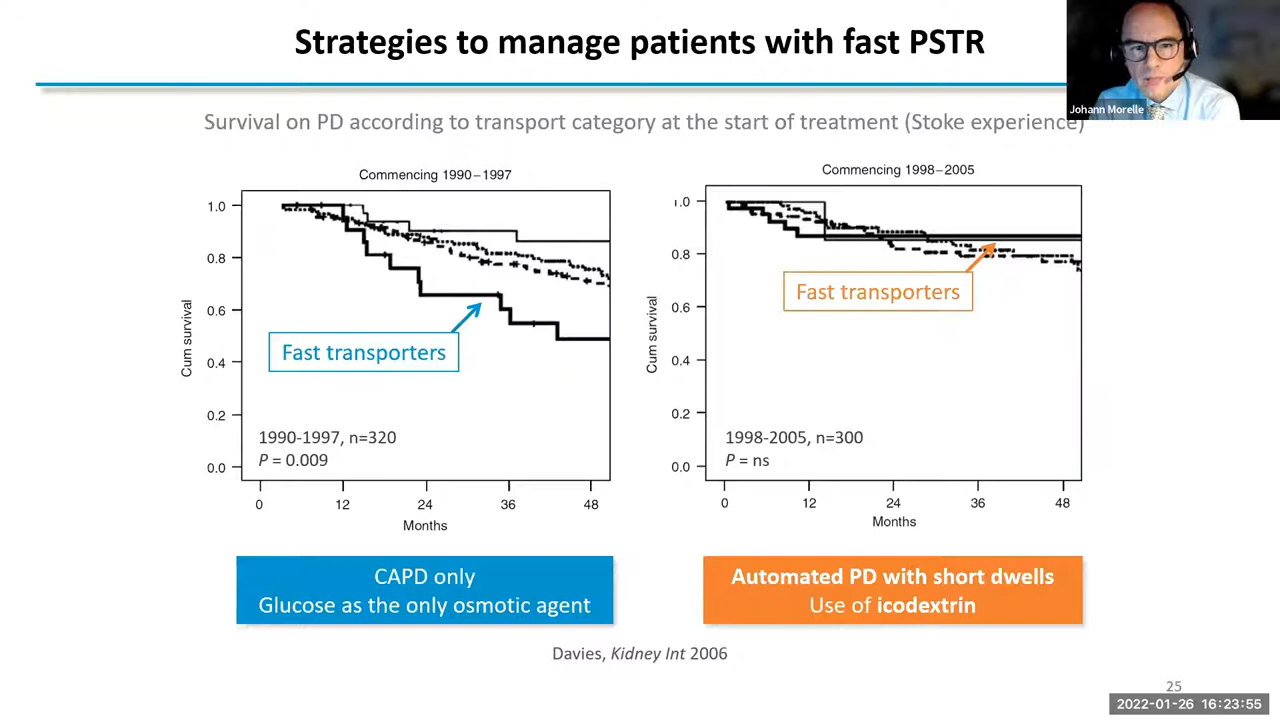 Strategies to manage patients with fast PSTR
Johann Morelle
Survival on PD according to transport category at the start of treatment (Stoke experience)
Commencing 1990–1997
1.0
0.8
0.6
0.4
0.2
0.0
Cum survival
Fast transporters
1990-1997, n=320
P = 0.009
0 12 24 36 48
Months
Commencing 1998–2005
1.0
0.8
0.6
0.4
0.2
0.0
Cum survival
Fast transporters
1998-2005, n=300
P = ns
0 12 24 36 48
Months
CAPD only
Glucose as the only osmotic agent
Automated PD with short dwells
Use of icodextrin
Davies, Kidney Int 2006
25
2022-01-26 16:23:55